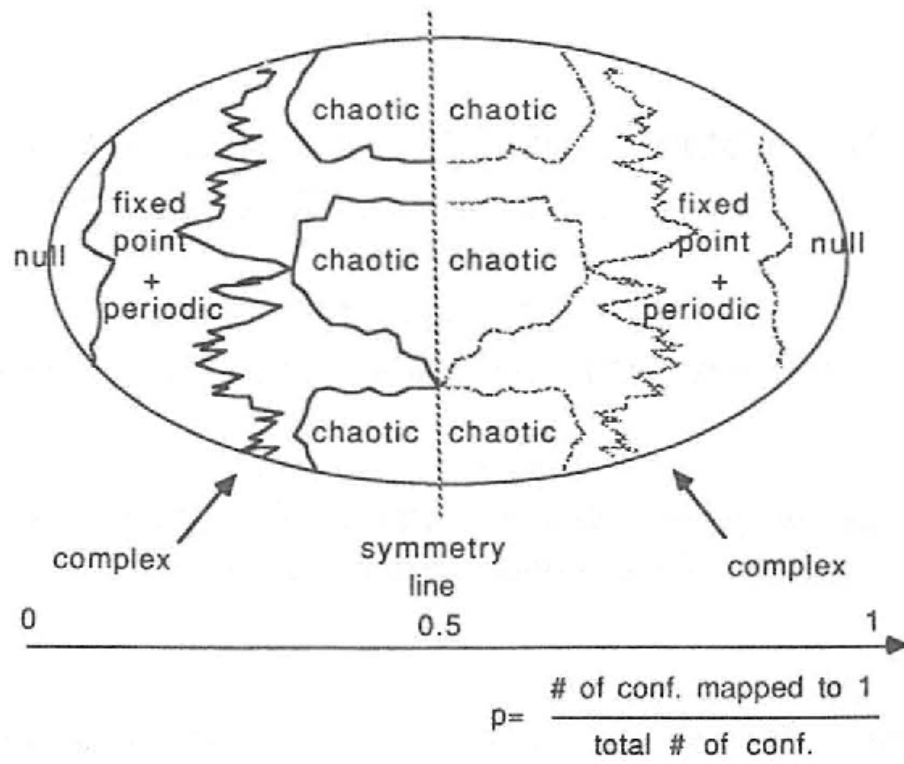 chaotic chaotic
fixed fixed
point point
null chaotic chaotic null
+ +
periodic periodic
chaotic chaotic
complex symmetry complex
line
0 0.5 1
# of conf. mapped to 1
p=
total # of conf.